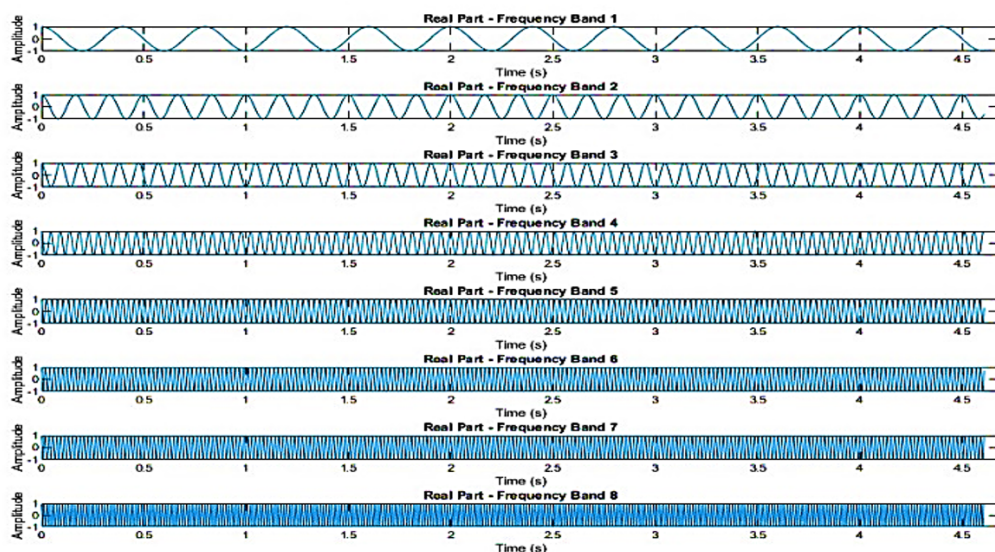 Real Part - Frequency Band 1
Amplitude
1
0
-1
0 0.5 1 1.5 2 2.5 3 3.5 4 4.5
Time (s)
Real Part - Frequency Band 2
Amplitude
1
0
-1
0 0.5 1 1.5 2 2.5 3 3.5 4 4.5
Time (s)
Real Part - Frequency Band 3
Amplitude
1
0
-1
0 0.5 1 1.5 2 2.5 3 3.5 4 4.5
Time (s)
Real Part - Frequency Band 4
Amplitude
1
0
-1
0 0.5 1 1.5 2 2.5 3 3.5 4 4.5
Time (s)
Real Part - Frequency Band 5
Amplitude
1
0
-1
0 0.5 1 1.5 2 2.5 3 3.5 4 4.5
Time (s)
Real Part - Frequency Band 6
Amplitude
1
0
-1
0 0.5 1 1.5 2 2.5 3 3.5 4 4.5
Time (s)
Real Part - Frequency Band 7
Amplitude
1
0
-1
0 0.5 1 1.5 2 2.5 3 3.5 4 4.5
Time (s)
Real Part - Frequency Band 8
Amplitude
1
0
-1
0 0.5 1 1.5 2 2.5 3 3.5 4 4.5
Time (s)